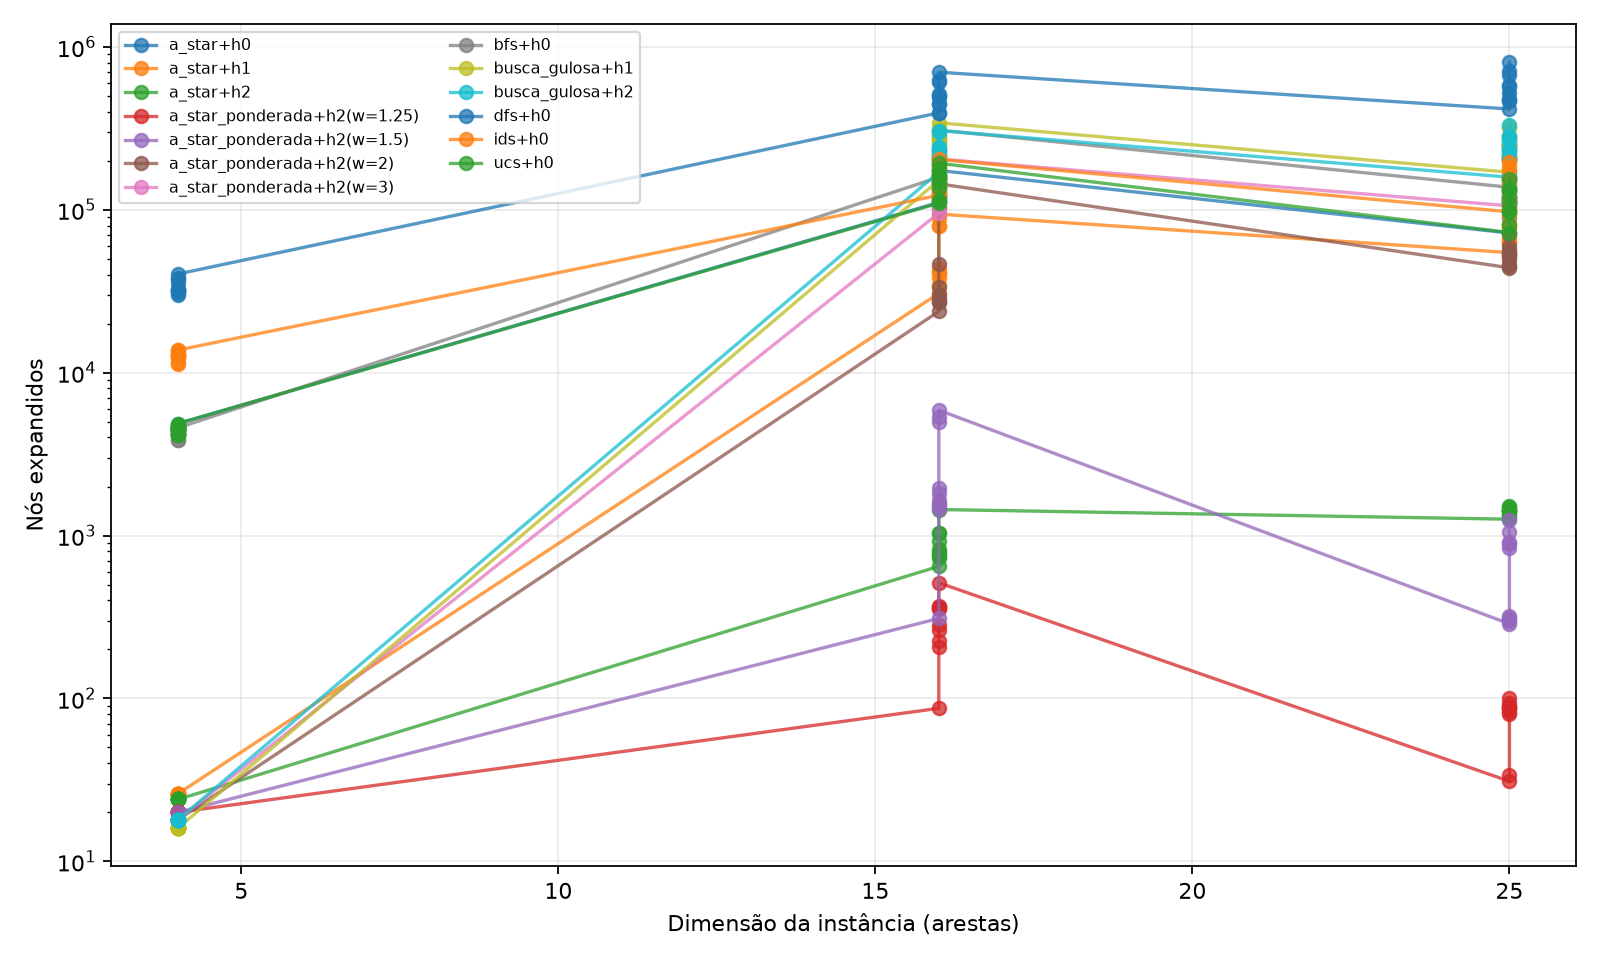 10^6
10^5
10^4
10^3
10^2
10^1
Nós expandidos
a_star+h0
a_star+h1
a_star+h2
a_star_ponderada+h2(w=1.25)
a_star_ponderada+h2(w=1.5)
a_star_ponderada+h2(w=2)
a_star_ponderada+h2(w=3)
bfs+h0
busca_gulosa+h1
busca_gulosa+h2
dfs+h0
ids+h0
ucs+h0
5 10 15 20 25
Dimensão da instância (arestas)